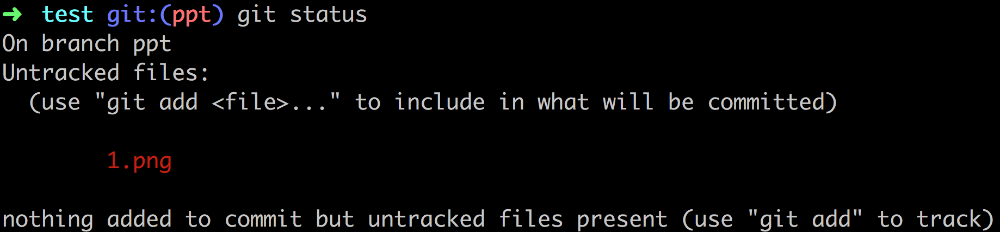 ➜ test git:(ppt) git status
On branch ppt
Untracked files:
(use "git add <file>..." to include in what will be committed)
1.png
nothing added to commit but untracked files present (use "git add" to track)